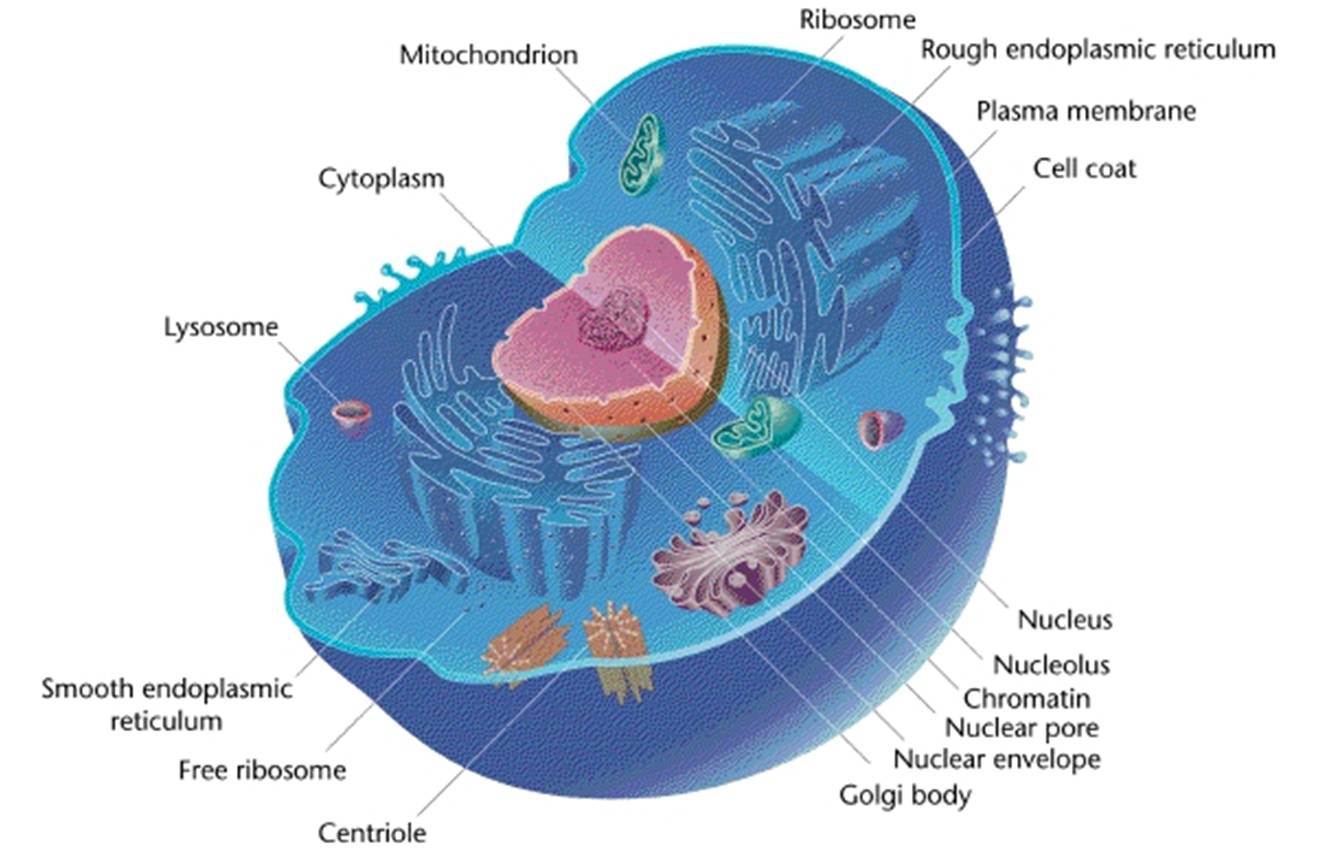 Ribosome
Mitochondrion
Rough endoplasmic reticulum
Plasma membrane
Cell coat
Cytoplasm
Lysosome
Nucleus
Nucleolus
Smooth endoplasmic
reticulum
Chromatin
Nuclear pore
Nuclear envelope
Free ribosome
Golgi body
Centriole